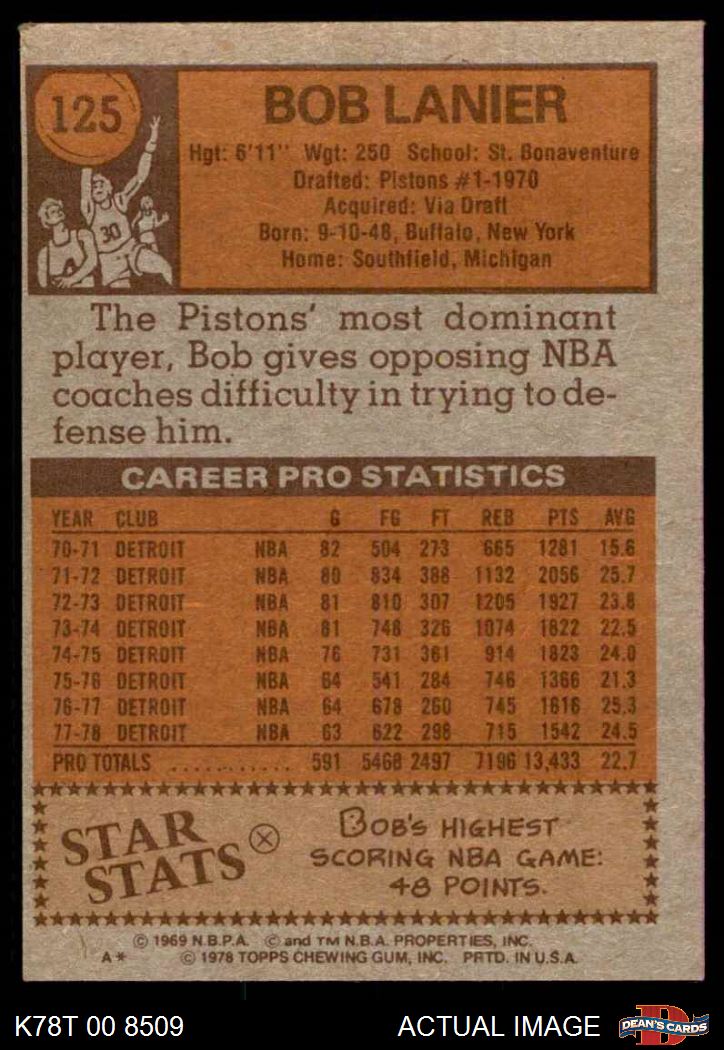 125
BOB LANIER
Hgt: 6'11" Wgt: 250 School: St. Bonaventure
Drafted: Pistons #1-1970
Acquired: Via Draft
Born: 9-10-48, Buffalo, New York
Home: Southfield, Michigan
30
The Pistons' most dominant
player, Bob gives opposing NBA
coaches difficulty in trying to de-
fense him.
CAREER PRO STATISTICS
YEAR CLUB G FG FT REB PTS AVG
70-71 DETROIT NBA 82 504 273 665 1281 15.6
71-72 DETROIT NBA 80 834 388 1132 2056 25.7
72-73 DETROIT NBA 81 810 307 1205 1927 23.8
73-74 DETROIT NBA 81 748 326 1074 1822 22.5
74-75 DETROIT NBA 76 731 361 914 1823 24.0
75-76 DETROIT NBA 64 541 284 746 1366 21.3
76-77 DETROIT NBA 64 678 260 745 1616 25.3
77-78 DETROIT NBA 63 622 298 715 1542 24.5
PRO TOTALS ........... 591 5468 2497 7196 13,433 22.7
STAR
STATS
BOB'S HIGHEST
SCORING NBA GAME:
48 POINTS.
© 1969 N.B.P.A. © and TM N.B.A. PROPERTIES, INC.
A* © 1978 TOPPS CHEWING GUM, INC. PRTD. IN U.S.A.
K78T 00 8509
ACTUAL IMAGE
D
DEAN'S CARDS